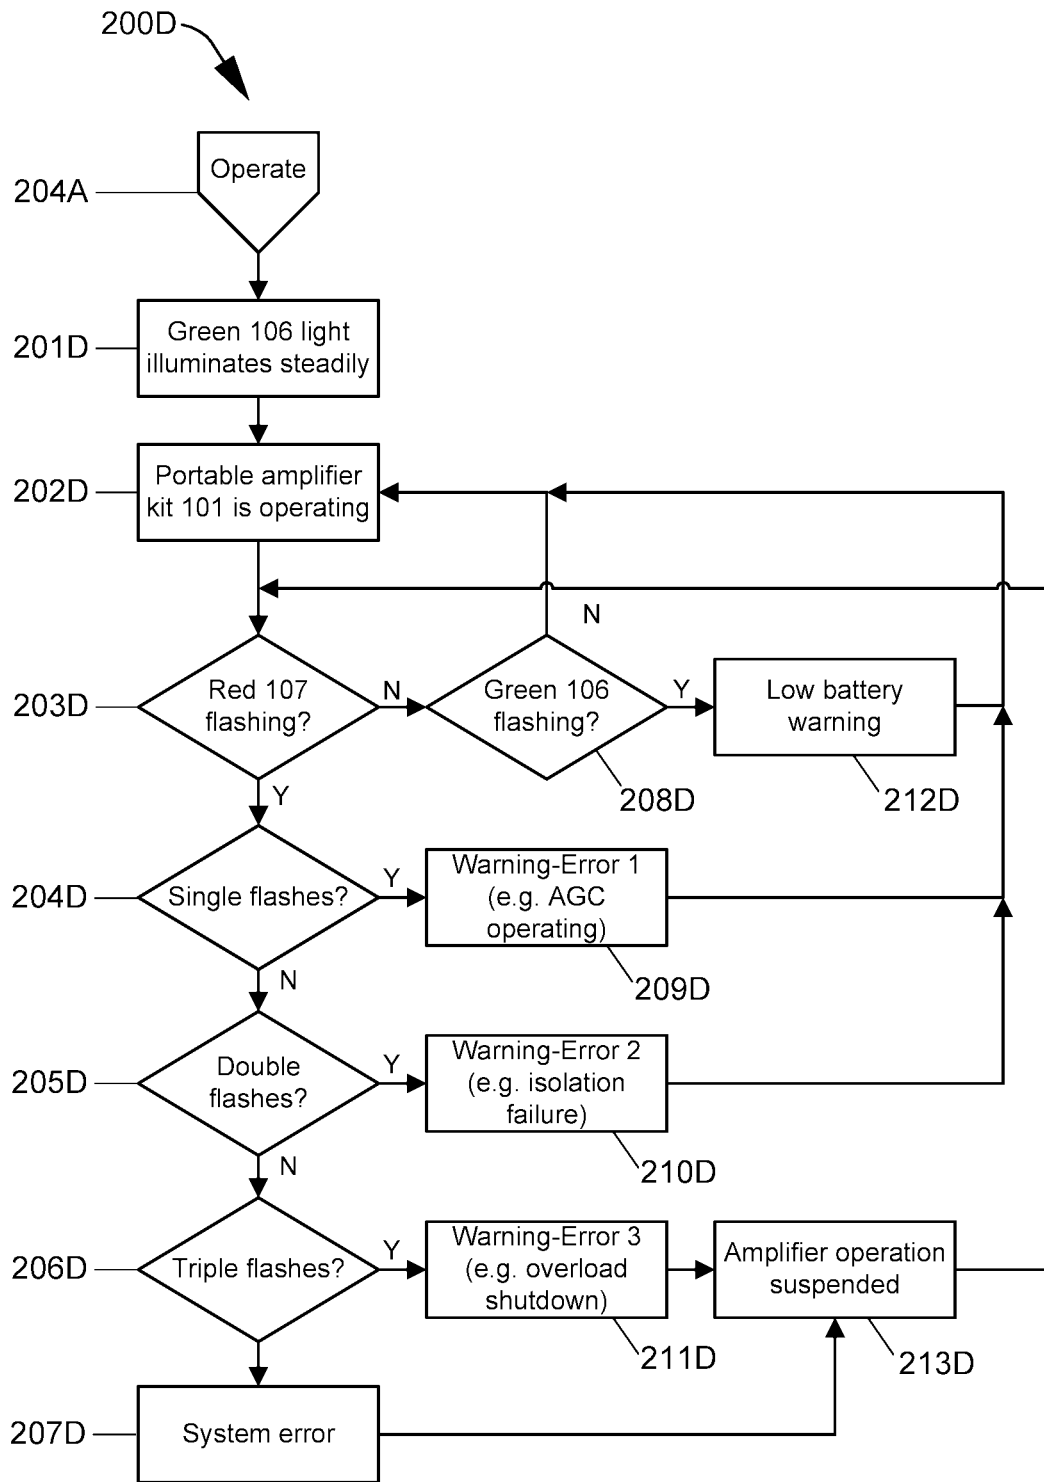 200D
Operate
204A
Green 106 light
illuminates steadily
201D
Portable amplifier
kit 101 is operating
202D
N
Red 107
flashing?
203D
N
Green 106
flashing?
208D
Y
Low battery
warning
212D
Y
Single flashes?
204D
Y
Warning-Error 1
(e.g. AGC
operating)
209D
N
Double
flashes?
205D
Y
Warning-Error 2
(e.g. isolation
failure)
210D
N
Triple flashes?
206D
Y
Warning-Error 3
(e.g. overload
shutdown)
211D
Amplifier operation
suspended
213D
System error
207D